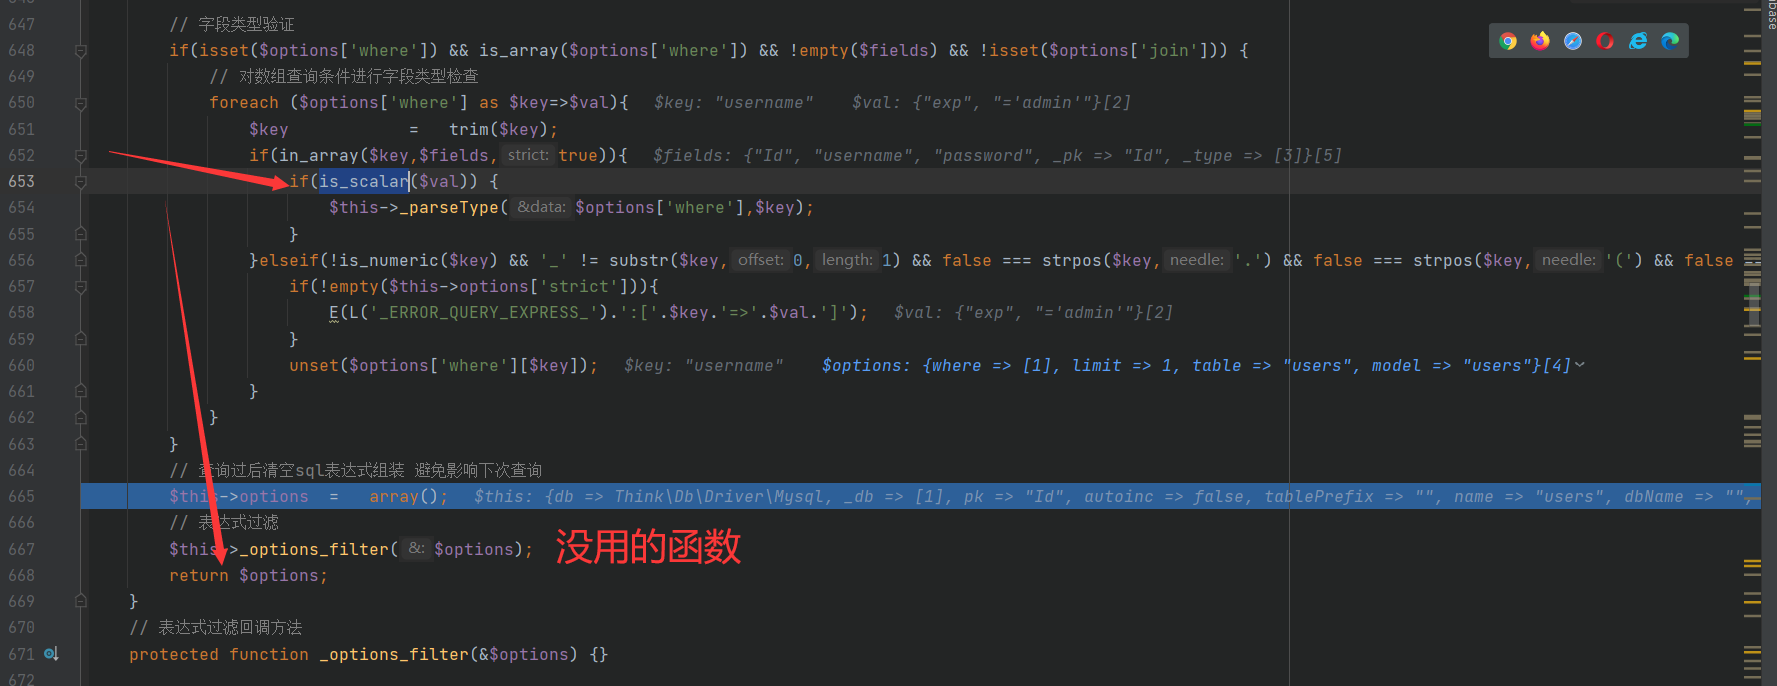 647 // 字段类型验证
648 if(isset($options['where']) && is_array($options['where']) && !empty($fields) && !isset($options['join'])) {
649 // 对数组查询条件进行字段类型检查
650 foreach ($options['where'] as $key=>$val){ $key: "username" $val: {"exp", "='admin'"}[2]
651 $key = trim($key);
652 if(in_array($key,$fields, strict: true)){ $fields: {"Id", "username", "password", _pk => "Id", _type => [3]}[5]
653 if(is_scalar($val)) {
654 $this->_parseType( &data: $options['where'],$key);
655 }
656 }elseif(!is_numeric($key) && '_' != substr($key, offset: 0, length: 1) && false === strpos($key, needle: '.') && false === strpos($key, needle: '(') && false ==
657 if(!empty($this->options['strict'])){
658 E(L('_ERROR_QUERY_EXPRESS_').':['.$key.'=>'.$val.']'); $val: {"exp", "='admin'"}[2]
659 }
660 unset($options['where'][$key]); $key: "username" $options: {where => [1], limit => 1, table => "users", model => "users"}[4]
661 }
662 }
663 }
664 // 查询过后清空sql表达式组装 避免影响下次查询
665 $this->options = array(); $this: {db => Think\Db\Driver\Mysql, _db => [1], pk => "Id", autoinc => false, tablePrefix => "", name => "users", dbName => "",
666 // 表达式过滤
667 $this->_options_filter( &: $options); 没用的函数
668 return $options;
669 }
670 // 表达式过滤回调方法
671 protected function _options_filter(&$options) {}
672